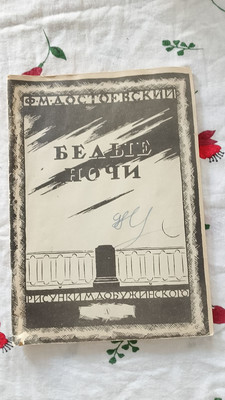 Ф.М.ДОСТОЕВСКИЙ
БЕЛЫЕ
НОЧИ
РИСУНКИ М.ДОБУЖИНСКОГО